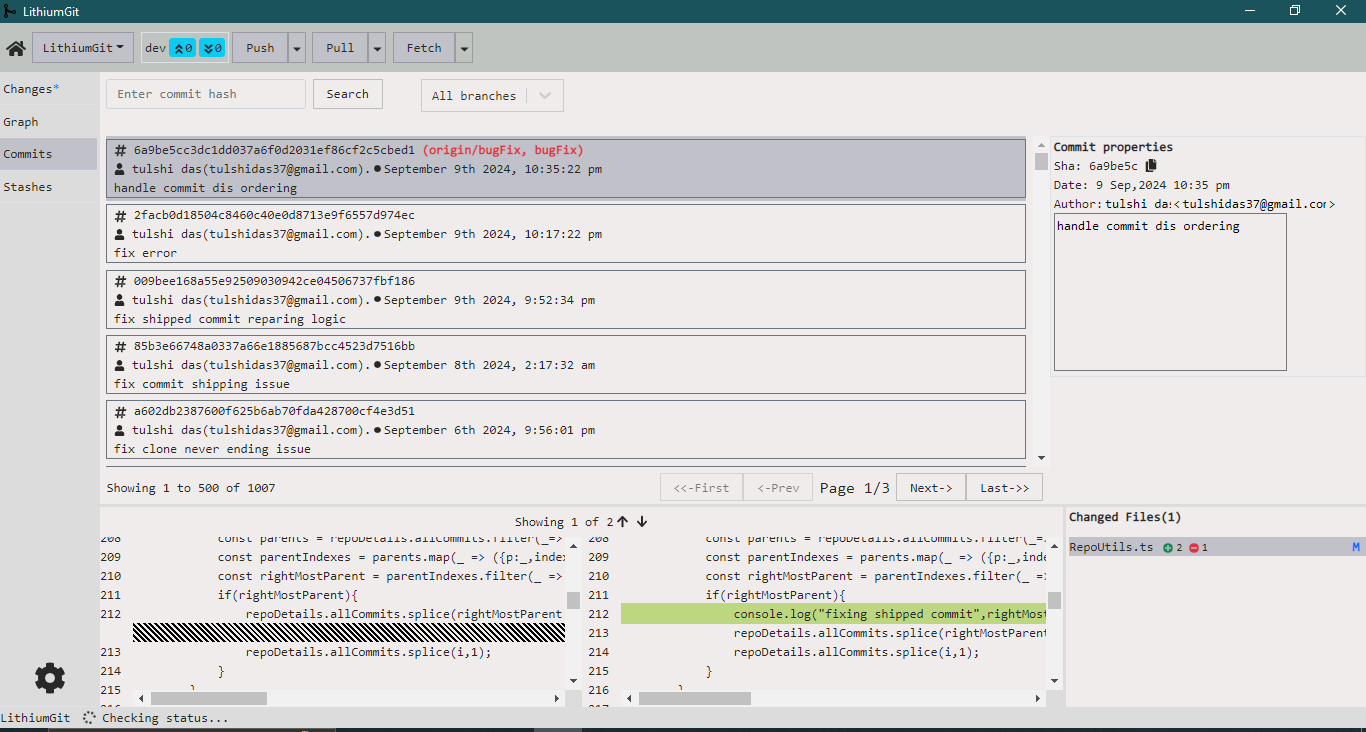 LithiumGit
LithiumGit dev 0 0 Push Pull Fetch
Changes*
Graph
Commits
Stashes
Enter commit hash Search All branches
# 6a9be5cc3dc1dd037a6f0d2031ef86cf2c5cbed1 (origin/bugFix, bugFix)
tulshi das(tulshidas37@gmail.com).●September 9th 2024, 10:35:22 pm
handle commit dis ordering
# 2facb0d18504c8460c40e0d8713e9f6557d974ec
tulshi das(tulshidas37@gmail.com).●September 9th 2024, 10:17:22 pm
fix error
# 009bee168a55e92509030942ce04506737fbf186
tulshi das(tulshidas37@gmail.com).●September 9th 2024, 9:52:34 pm
fix shipped commit reparing logic
# 85b3e66748a0337a66e1885687bcc4523d7516bb
tulshi das(tulshidas37@gmail.com).●September 8th 2024, 2:17:32 am
fix commit shipping issue
# a602db2387600f625b6ab70fda428700cf4e3d51
tulshi das(tulshidas37@gmail.com).●September 6th 2024, 9:56:01 pm
fix clone never ending issue
Showing 1 to 500 of 1007 <<-First <-Prev Page 1/3 Next-> Last->>
Commit properties
Sha: 6a9be5c
Date: 9 Sep,2024 10:35 pm
Author: tulshi da <tulshidas37@gmail.com>
handle commit dis ordering
Showing 1 of 2
208 const parents = repoDetails.allCommits.filter(_=>
209 const parentIndexes = parents.map(_ => ({p:_,inde
210 const rightMostParent = parentIndexes.filter(_ =>
211 if(rightMostParent){
212 repoDetails.allCommits.splice(rightMostParent
213 repoDetails.allCommits.splice(i,1);
214 }
215 }
208 const parents = repoDetails.allCommits.filter(_=
209 const parentIndexes = parents.map(_ => ({p:_,inde
210 const rightMostParent = parentIndexes.filter(_ =>
211 if(rightMostParent){
212 console.log("fixing shipped commit",rightMost
213 repoDetails.allCommits.splice(rightMostParent
214 repoDetails.allCommits.splice(i,1);
215 }
216 }
Changed Files(1)
RepoUtils.ts 2 1 M
LithiumGit Checking status...